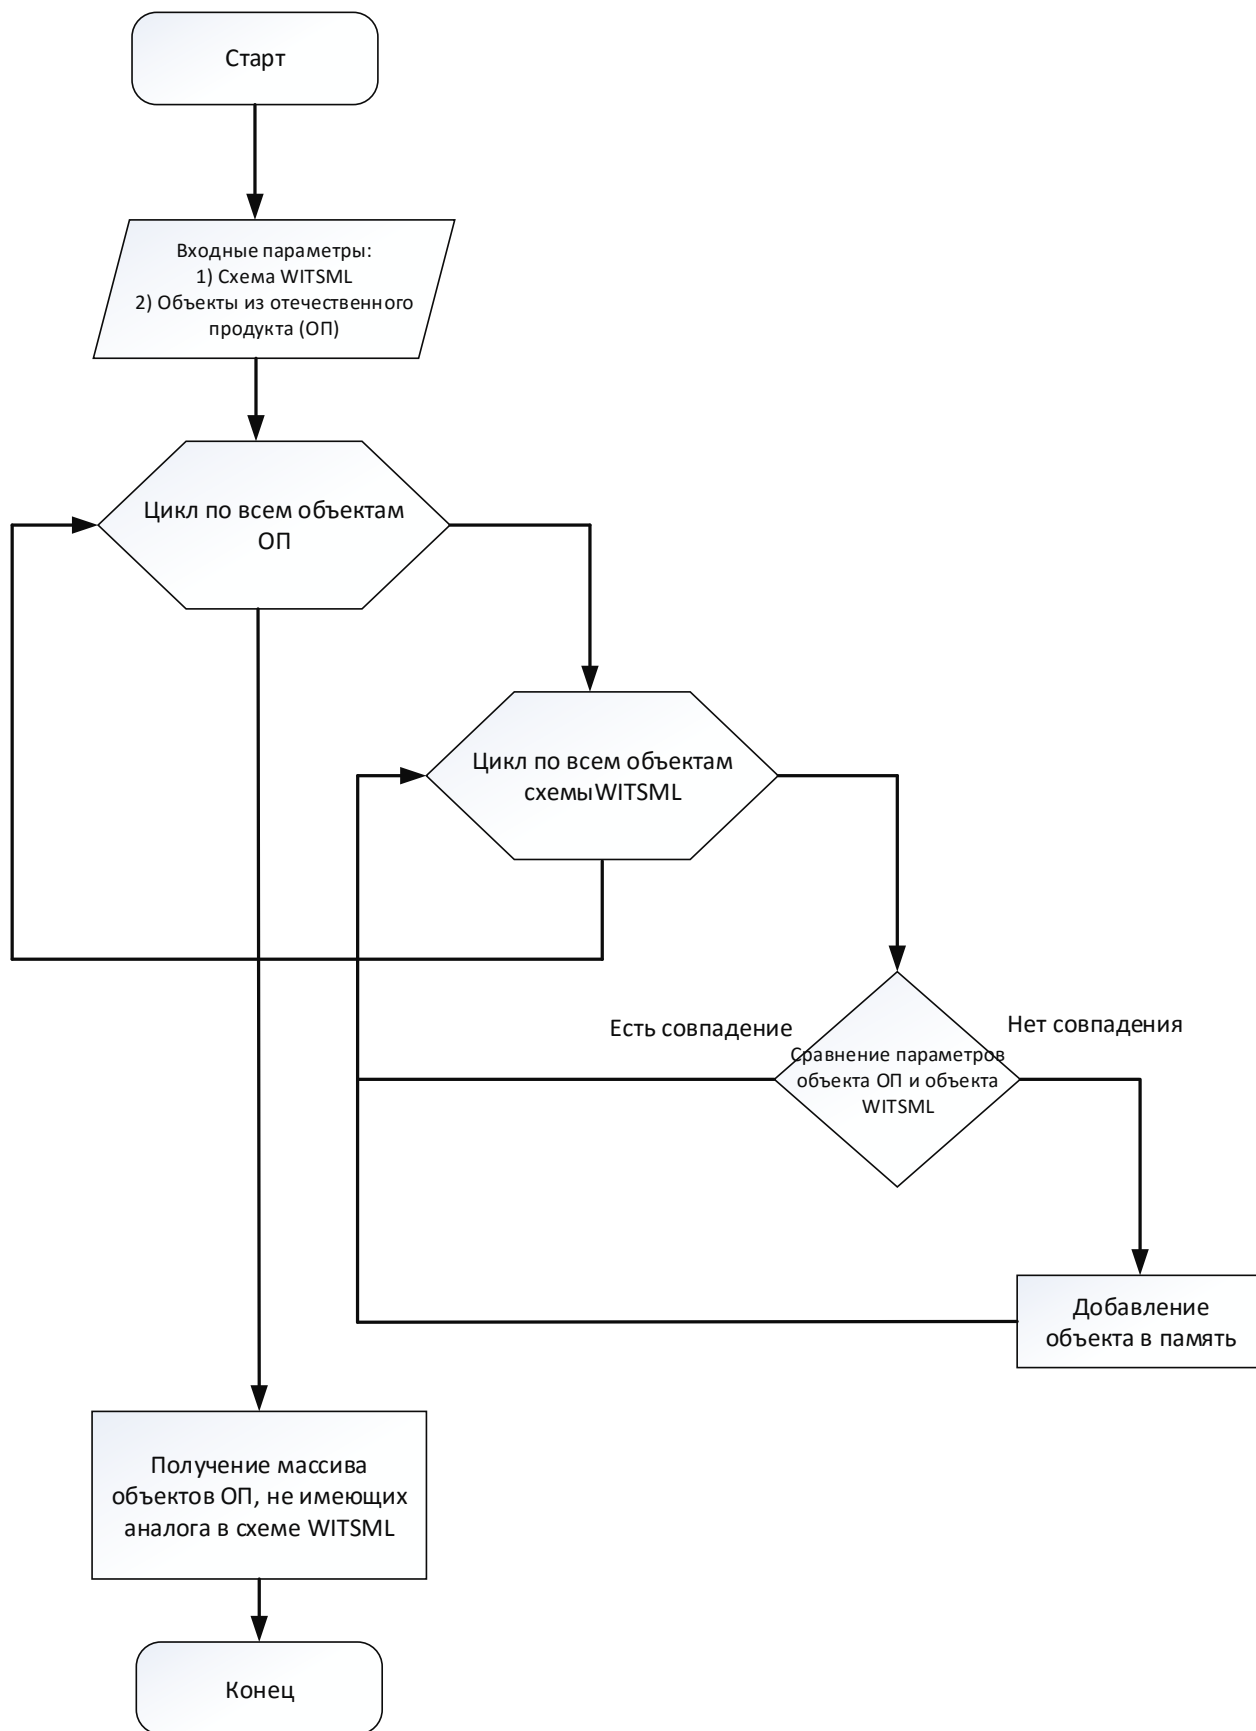 Старт
Входные параметры:
1) Схема WITSML
2) Объекты из отечественного
продукта (ОП)
Цикл по всем объектам
ОП
Цикл по всем объектам
схемыWITSML
Есть совпадение
Нет совпадения
Сравнение параметров
объекта ОП и объекта
WITSML
Добавление
объекта в память
Получение массива
объектов ОП, не имеющих
аналога в схеме WITSML
Конец